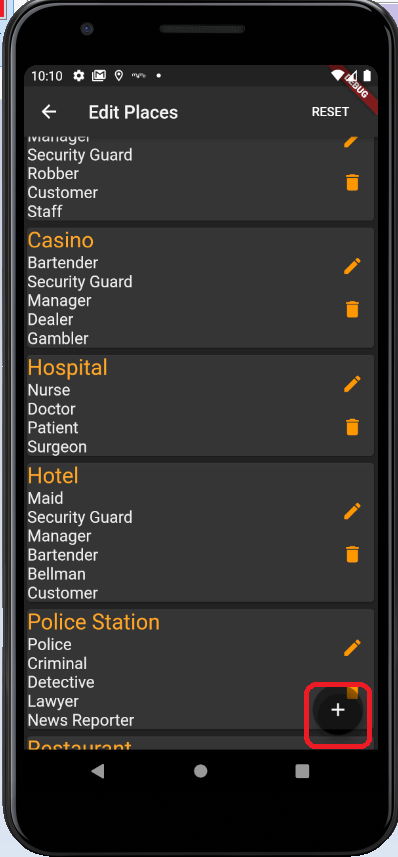 10:10
DEBUG
Edit Places
RESET
Manager
Security Guard
Robber
Customer
Staff
Casino
Bartender
Security Guard
Manager
Dealer
Gambler
Hospital
Nurse
Doctor
Patient
Surgeon
Hotel
Maid
Security Guard
Manager
Bartender
Bellman
Customer
Police Station
Police
Criminal
Detective
Lawyer
News Reporter
Restaurant